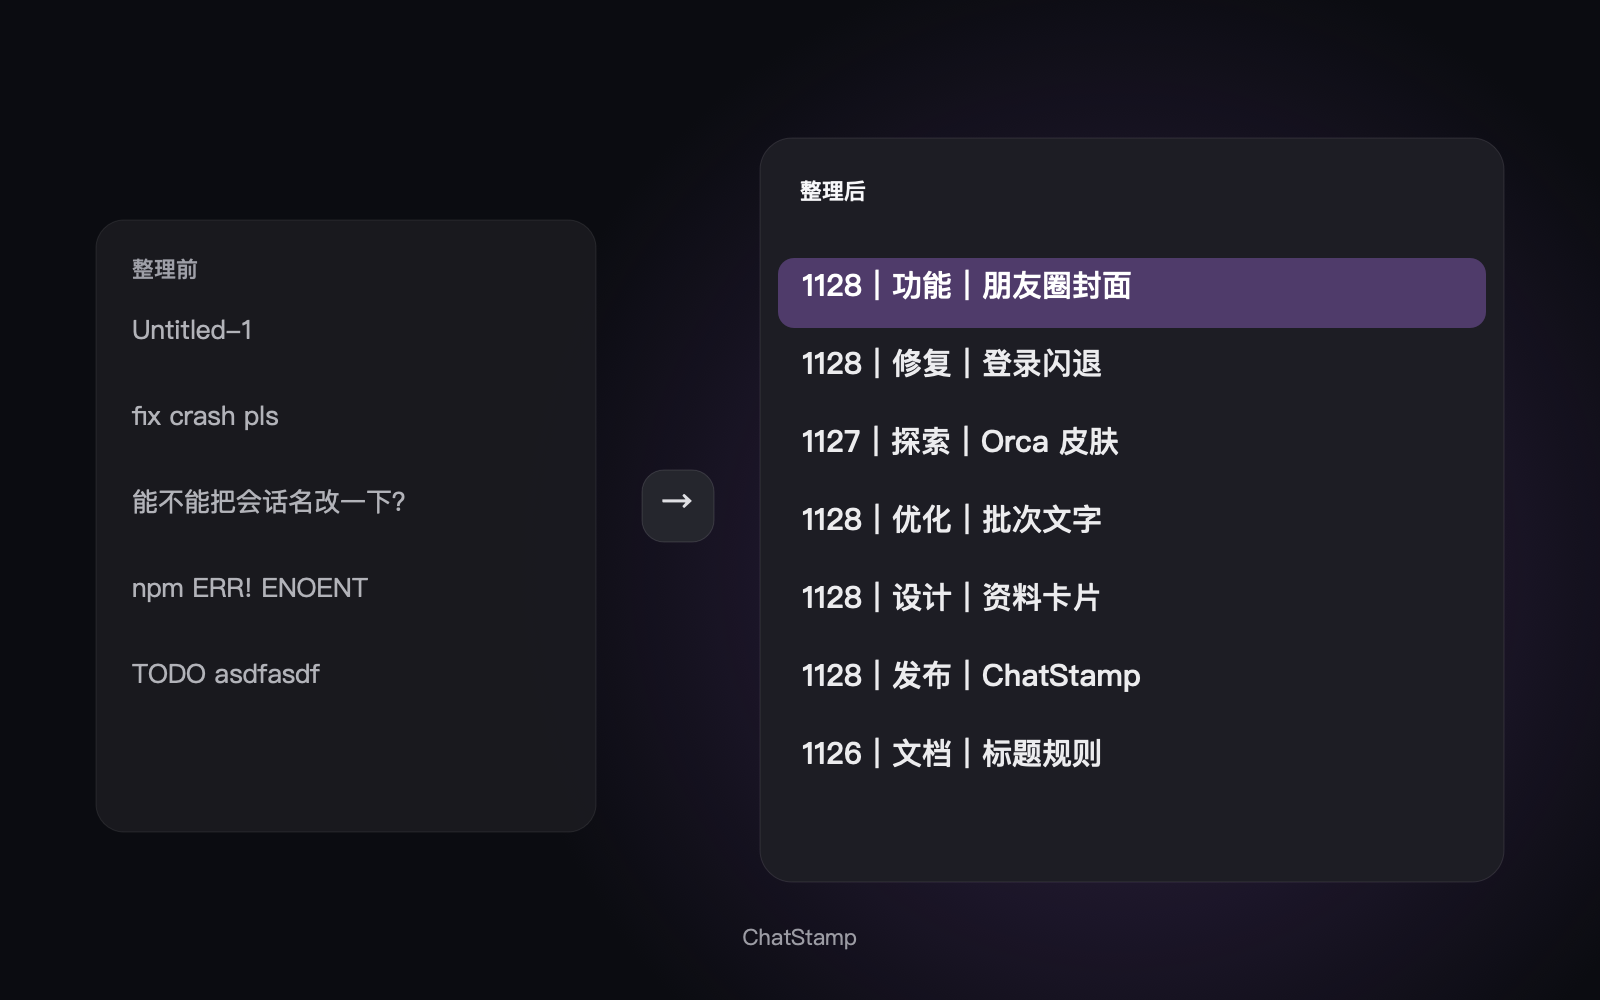 整理前
Untitled-1
fix crash pls
能不能把会话名改一下?
npm ERR! ENOENT
TODO asdfasdf
→
整理后
1128｜功能｜朋友圈封面
1128｜修复｜登录闪退
1127｜探索｜Orca 皮肤
1128｜优化｜批次文字
1128｜设计｜资料卡片
1128｜发布｜ChatStamp
1126｜文档｜标题规则
ChatStamp